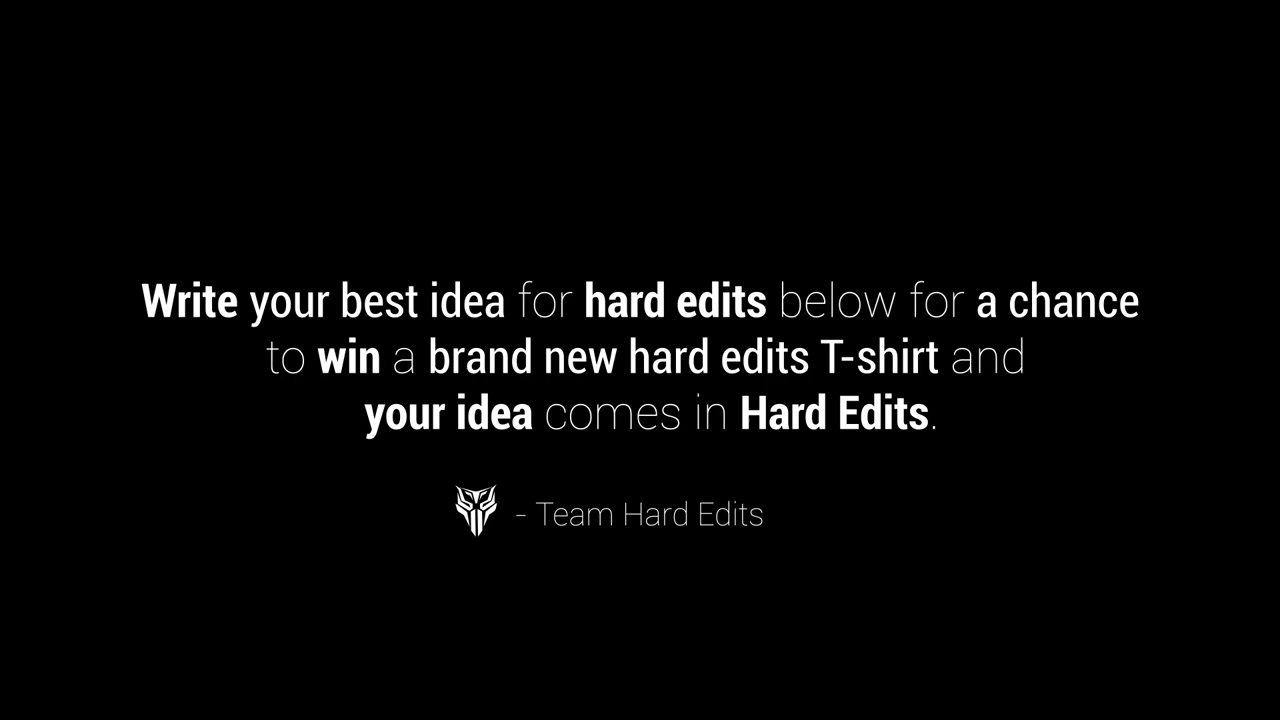 Write your best idea for hard edits below for a chance
to win a brand new hard edits T-shirt and
your idea comes in Hard Edits.
- Team Hard Edits